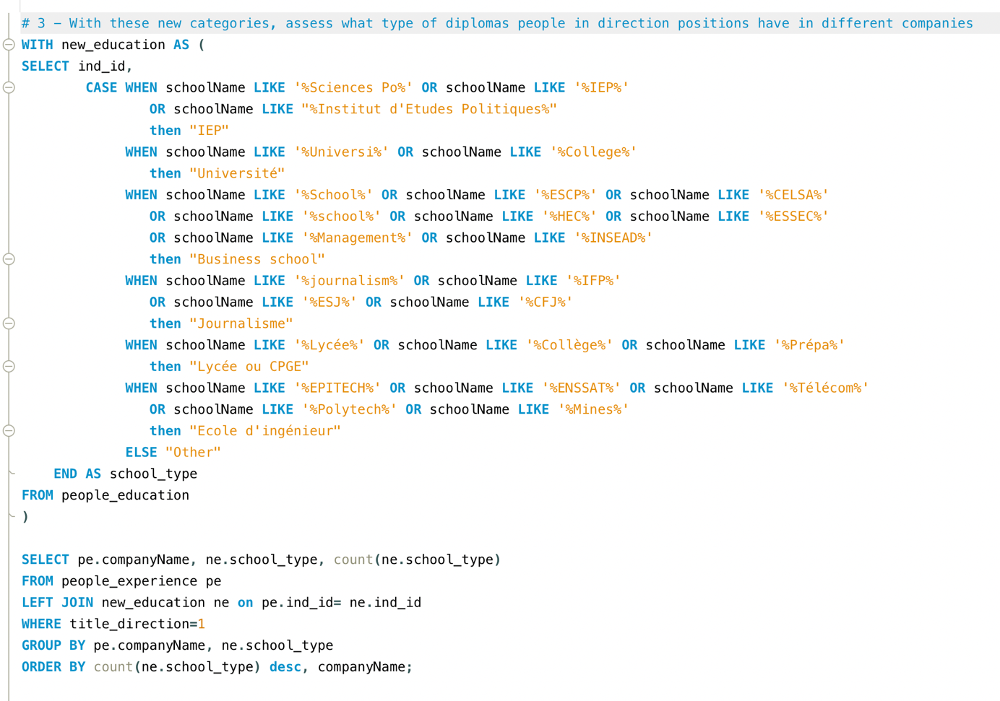 # 3 – With these new categories, assess what type of diplomas people in direction positions have in different companies
WITH new_education AS (
SELECT ind_id,
CASE WHEN schoolName LIKE '%Sciences Po%' OR schoolName LIKE '%IEP%'
OR schoolName LIKE "%Institut d'Etudes Politiques%"
then "IEP"
WHEN schoolName LIKE '%Universi%' OR schoolName LIKE '%College%'
then "Université"
WHEN schoolName LIKE '%School%' OR schoolName LIKE '%ESCP%' OR schoolName LIKE '%CELSA%'
OR schoolName LIKE '%school%' OR schoolName LIKE '%HEC%' OR schoolName LIKE '%ESSEC%'
OR schoolName LIKE '%Management%' OR schoolName LIKE '%INSEAD%'
then "Business school"
WHEN schoolName LIKE '%journalism%' OR schoolName LIKE '%IFP%'
OR schoolName LIKE '%ESJ%' OR schoolName LIKE '%CFJ%'
then "Journalisme"
WHEN schoolName LIKE '%Lycée%' OR schoolName LIKE '%Collège%' OR schoolName LIKE '%Prépa%'
then "Lycée ou CPGE"
WHEN schoolName LIKE '%EPITECH%' OR schoolName LIKE '%ENSSAT%' OR schoolName LIKE '%Télécom%'
OR schoolName LIKE '%Polytech%' OR schoolName LIKE '%Mines%'
then "Ecole d'ingénieur"
ELSE "Other"
END AS school_type
FROM people_education
)
SELECT pe.companyName, ne.school_type, count(ne.school_type)
FROM people_experience pe
LEFT JOIN new_education ne on pe.ind_id= ne.ind_id
WHERE title_direction=1
GROUP BY pe.companyName, ne.school_type
ORDER BY count(ne.school_type) desc, companyName;